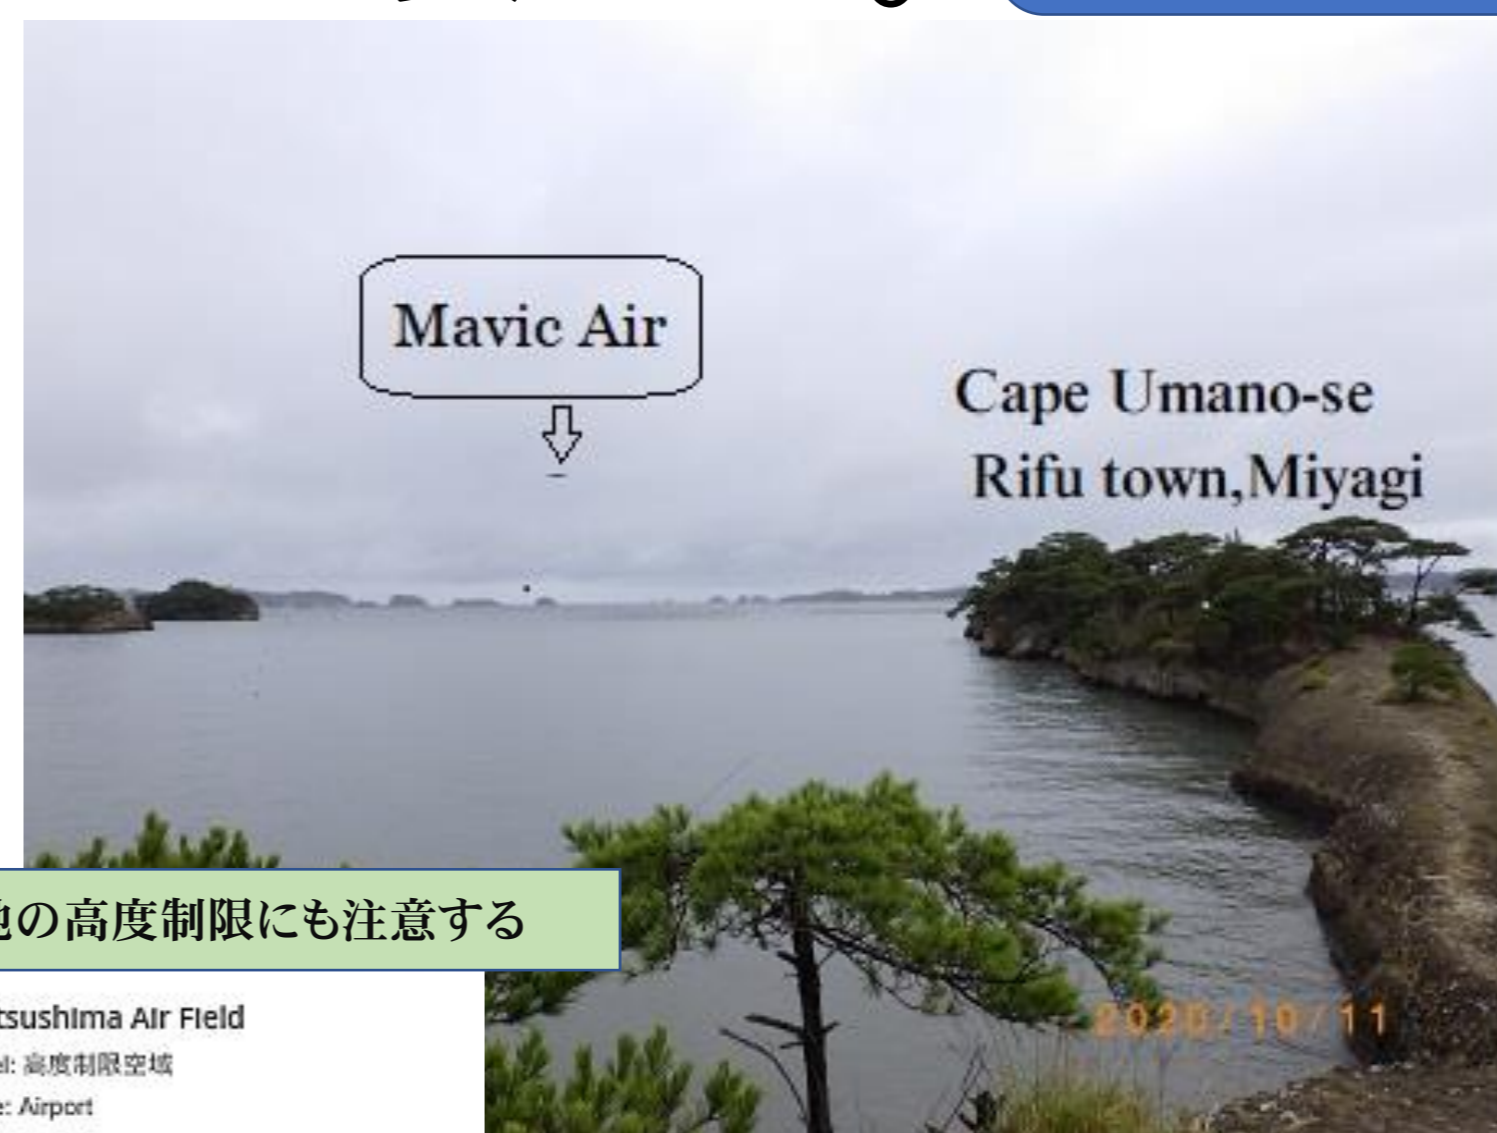 Mavic Air
Cape Umano-se
Rifu town,Miyagi
の高度制限にも注意する
tsushima Air Field
el: 高度制限空域
e: Airport
2020/10/11